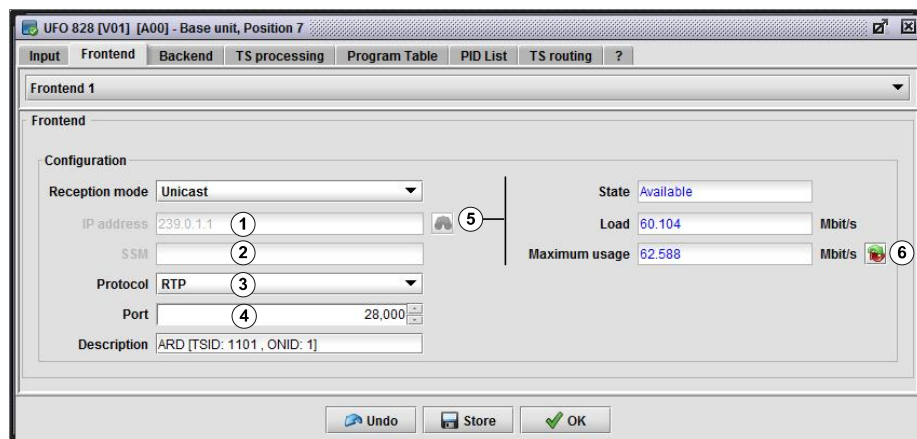 UFO 828 [V01] [A00] - Base unit, Position 7
Input Frontend Backend TS processing Program Table PID List TS routing ?
Frontend 1
Frontend
Configuration
Reception mode Unicast
State Available
IP address 239.0.1.1 1
5
Load 60.104 Mbit/s
SSM 2
Maximum usage 62.588 Mbit/s 6
Protocol RTP 3
Port 4 28,000
Description ARD [TSID: 1101 , ONID: 1]
Undo Store OK